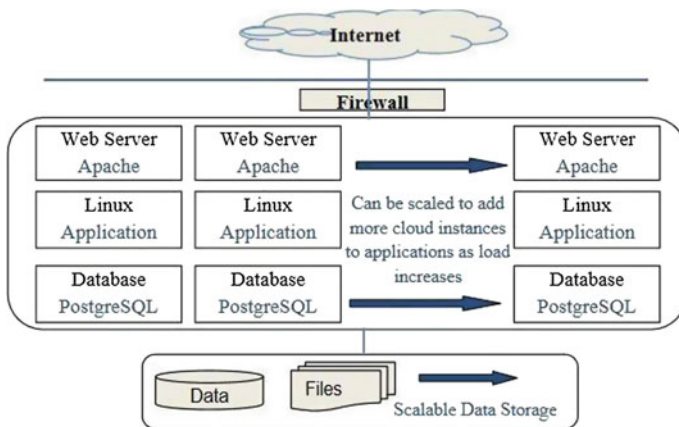 Internet
Firewall
Web Server
Apache
Web Server
Apache
Web Server
Apache
Linux
Application
Linux
Application
Can be scaled to add
more cloud instances
to applications as load
increases
Linux
Application
Database
PostgreSQL
Database
PostgreSQL
Database
PostgreSQL
Data
Files
Scalable Data Storage